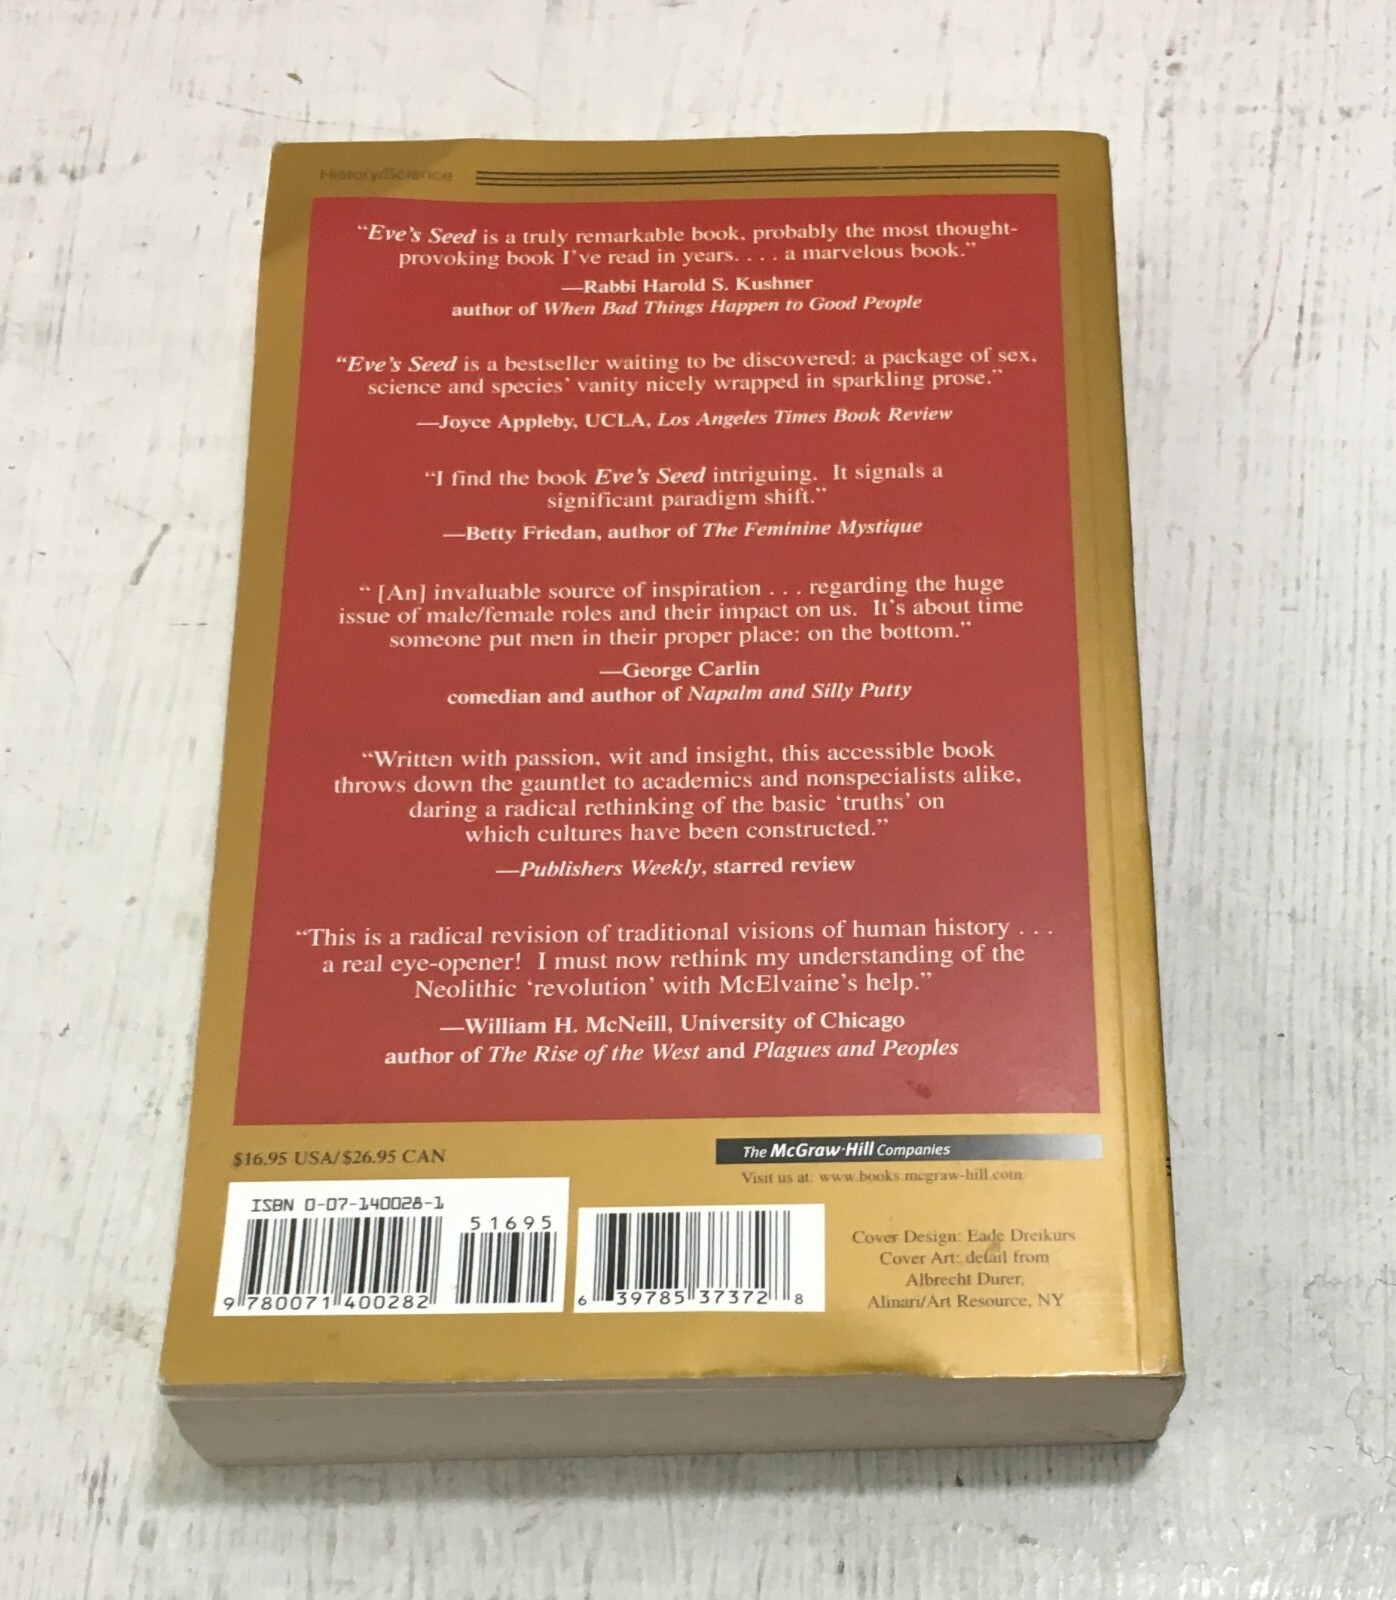 History/Science
“Eve’s Seed is a truly remarkable book, probably the most thought-
provoking book I’ve read in years. . . . a marvelous book.”
—Rabbi Harold S. Kushner
author of When Bad Things Happen to Good People
“Eve’s Seed is a bestseller waiting to be discovered: a package of sex,
science and species’ vanity nicely wrapped in sparkling prose.”
—Joyce Appleby, UCLA, Los Angeles Times Book Review
“I find the book Eve’s Seed intriguing. It signals a
significant paradigm shift.”
—Betty Friedan, author of The Feminine Mystique
“ [An] invaluable source of inspiration . . . regarding the huge
issue of male/female roles and their impact on us. It’s about time
someone put men in their proper place: on the bottom.”
—George Carlin
comedian and author of Napalm and Silly Putty
“Written with passion, wit and insight, this accessible book
throws down the gauntlet to academics and nonspecialists alike,
daring a radical rethinking of the basic ‘truths’ on
which cultures have been constructed.”
—Publishers Weekly, starred review
“This is a radical revision of traditional visions of human history . . .
a real eye-opener! I must now rethink my understanding of the
Neolithic ‘revolution’ with McElvaine’s help.”
—William H. McNeill, University of Chicago
author of The Rise of the West and Plagues and Peoples
$16.95 USA/$26.95 CAN
The McGraw·Hill Companies
Visit us at: www.books.mcgraw-hill.com
ISBN 0-07-140028-1
51695
9 780071 400282
6 39785 37372 8
Cover Design: Eade Dreikurs
Cover Art: detail from
Albrecht Durer,
Alinari/Art Resource, NY